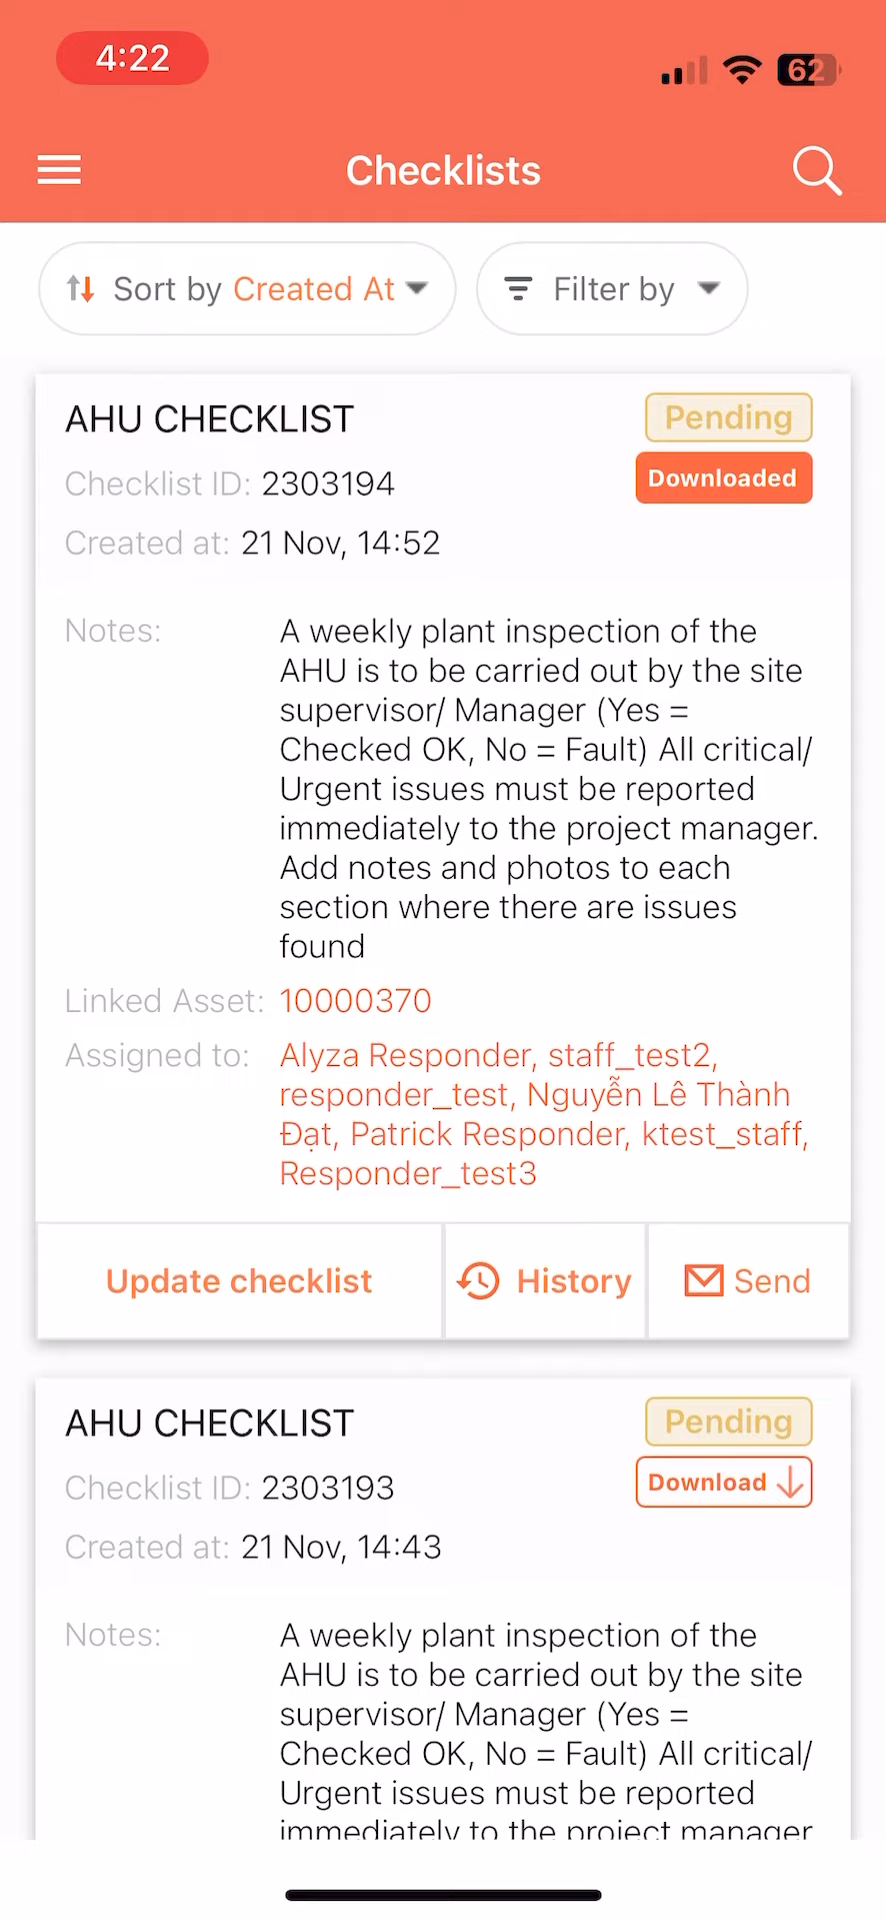 4:22
62
Checklists
Sort by Created At
Filter by
AHU CHECKLIST
Pending
Checklist ID: 2303194
Downloaded
Created at: 21 Nov, 14:52
Notes:
A weekly plant inspection of the
AHU is to be carried out by the site
supervisor/ Manager (Yes =
Checked OK, No = Fault) All critical/
Urgent issues must be reported
immediately to the project manager.
Add notes and photos to each
section where there are issues
found
Linked Asset: 10000370
Assigned to: Alyza Responder, staff_test2,
responder_test, Nguyễn Lê Thành
Đạt, Patrick Responder, ktest_staff,
Responder_test3
Update checklist
History
Send
AHU CHECKLIST
Pending
Checklist ID: 2303193
Download
Created at: 21 Nov, 14:43
Notes:
A weekly plant inspection of the
AHU is to be carried out by the site
supervisor/ Manager (Yes =
Checked OK, No = Fault) All critical/
Urgent issues must be reported
immediately to the project manager